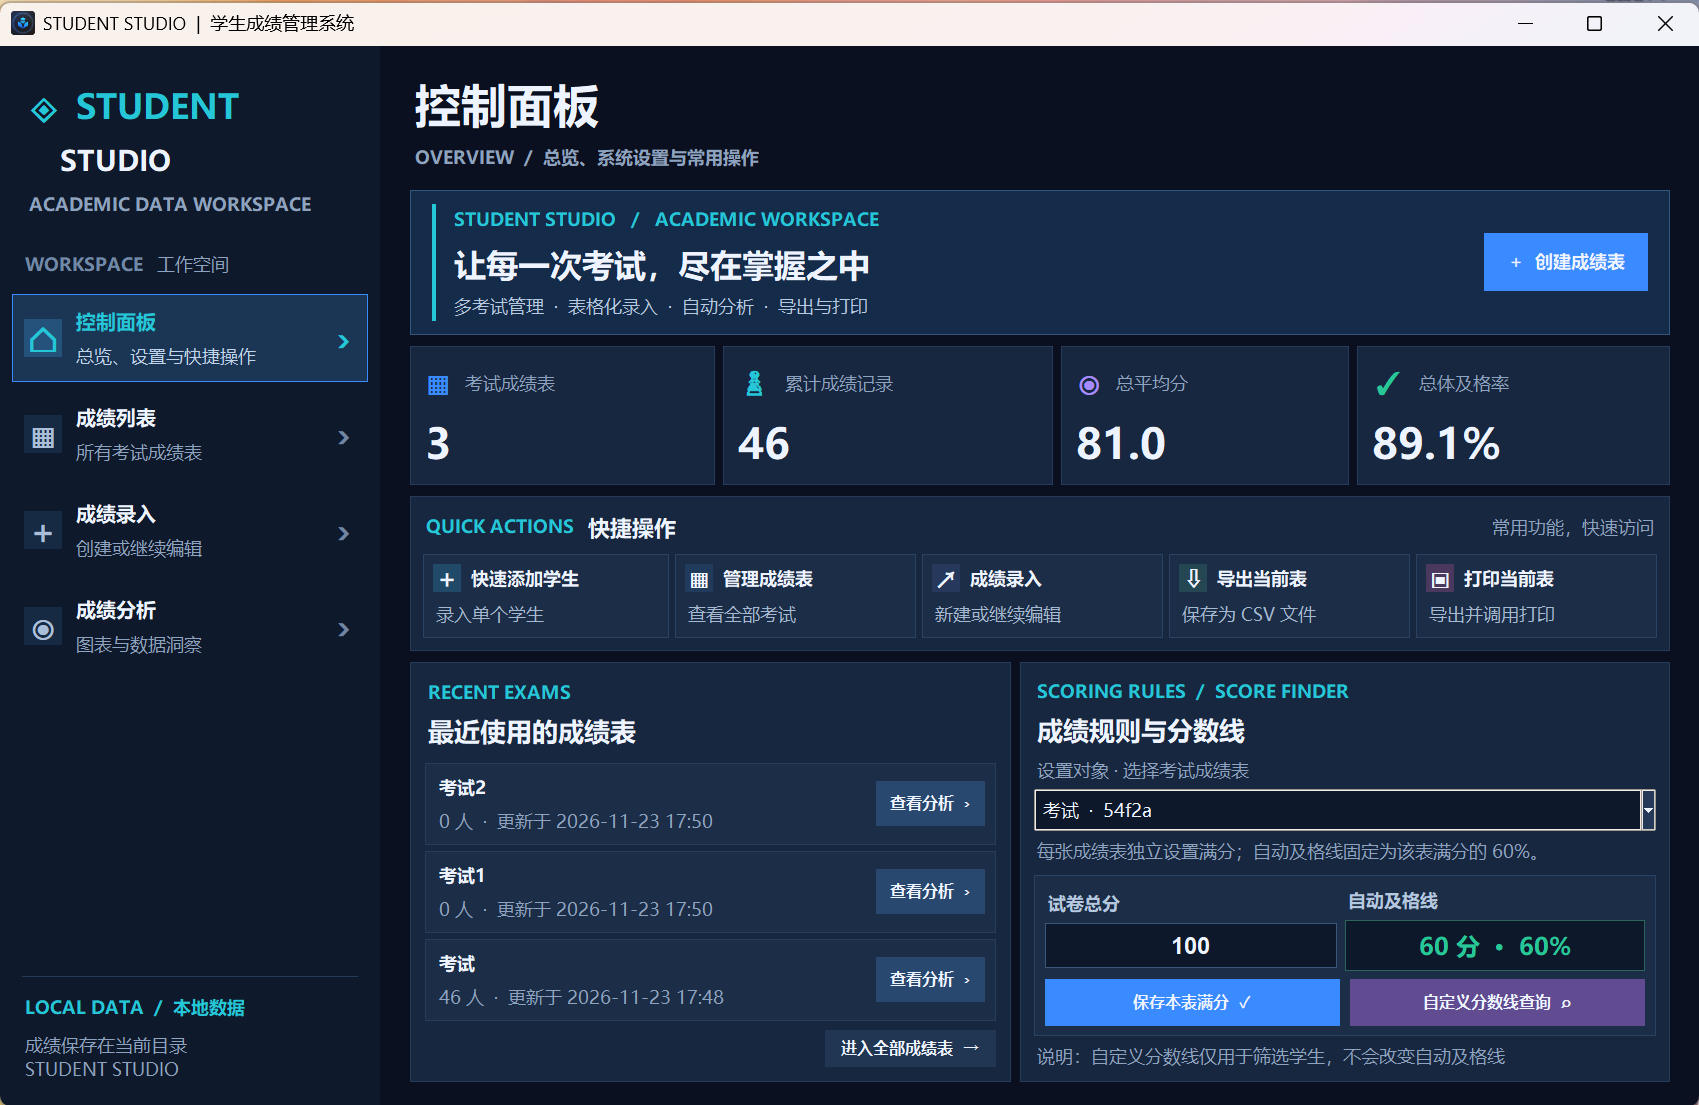 STUDENT STUDIO | 学生成绩管理系统
STUDENT
STUDIO
ACADEMIC DATA WORKSPACE
WORKSPACE 工作空间
控制面板
总览、设置与快捷操作
成绩列表
所有考试成绩表
成绩录入
创建或继续编辑
成绩分析
图表与数据洞察
LOCAL DATA / 本地数据
成绩保存在当前目录
STUDENT STUDIO
控制面板
OVERVIEW / 总览、系统设置与常用操作
STUDENT STUDIO / ACADEMIC WORKSPACE
让每一次考试，尽在掌握之中
多考试管理 · 表格化录入 · 自动分析 · 导出与打印
+ 创建成绩表
考试成绩表
3
累计成绩记录
46
总平均分
81.0
总体及格率
89.1%
QUICK ACTIONS 快捷操作
常用功能，快速访问
快速添加学生
录入单个学生
管理成绩表
查看全部考试
成绩录入
新建或继续编辑
导出当前表
保存为 CSV 文件
打印当前表
导出并调用打印
RECENT EXAMS
最近使用的成绩表
考试2
0 人 · 更新于 2026-11-23 17:50
查看分析 ›
考试1
0 人 · 更新于 2026-11-23 17:50
查看分析 ›
考试
46 人 · 更新于 2026-11-23 17:48
查看分析 ›
进入全部成绩表 →
SCORING RULES / SCORE FINDER
成绩规则与分数线
设置对象 · 选择考试成绩表
考试 · 54f2a
每张成绩表独立设置满分；自动及格线固定为该表满分的 60%。
试卷总分
100
自动及格线
60 分 • 60%
保存本表满分 ✓
自定义分数线查询 ⌕
说明：自定义分数线仅用于筛选学生，不会改变自动及格线